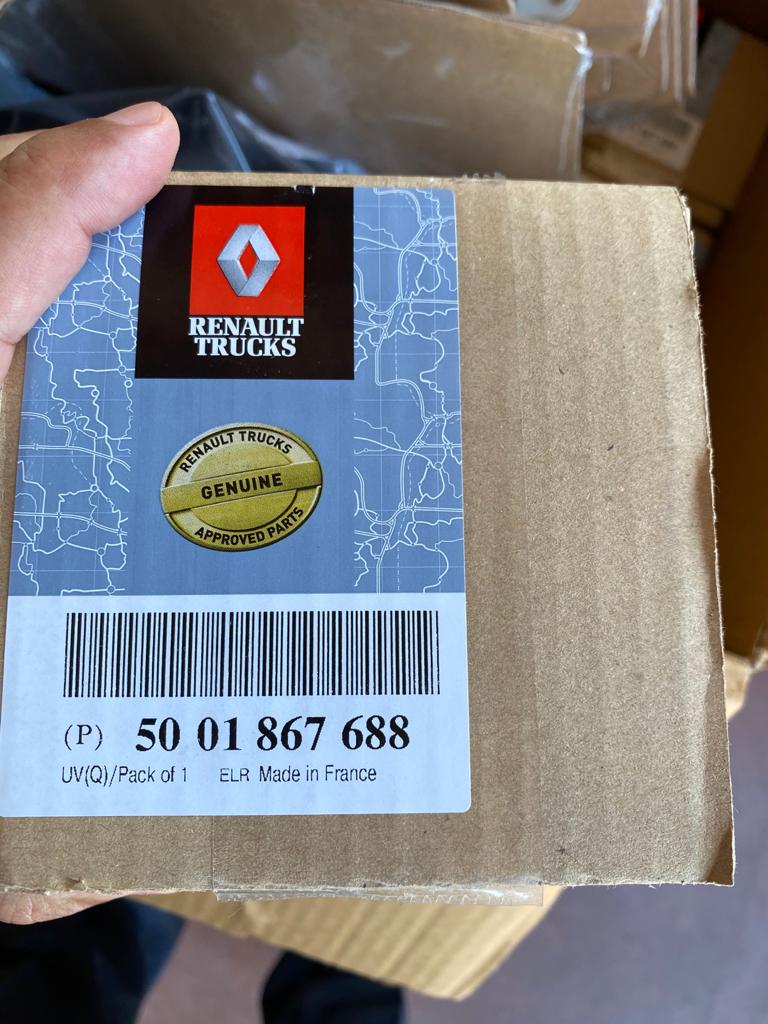 RENAULT
TRUCKS
RENAULT TRUCKS
GENUINE
APPROVED PARTS
(P) 50 01 867 688
UV(Q)/Pack of 1 ELR Made in France